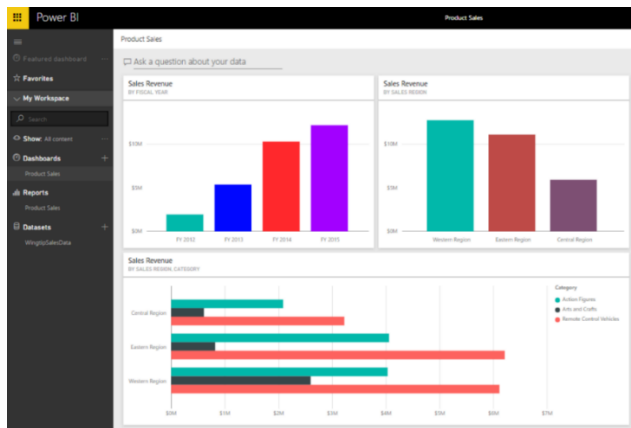 Power BI
Product Sales
Product Sales
Featured dashboard
Ask a question about your data
Favorites
My Workspace
Search
Show: All content
Dashboards
Product Sales
Reports
Product Sales
Datasets
WingtipSalesData
Sales Revenue
BY FISCAL YEAR
$10M
$5M
$0M
FY 2012
FY 2013
FY 2014
FY 2015
Sales Revenue
BY SALES REGION
$10M
$5M
$0M
Western Region
Eastern Region
Central Region
Sales Revenue
BY SALES REGION, CATEGORY
Central Region
Eastern Region
Western Region
$0M
$1M
$2M
$3M
$4M
$5M
$6M
$7M
Category
Action Figures
Arts and Crafts
Remote Control Vehicles